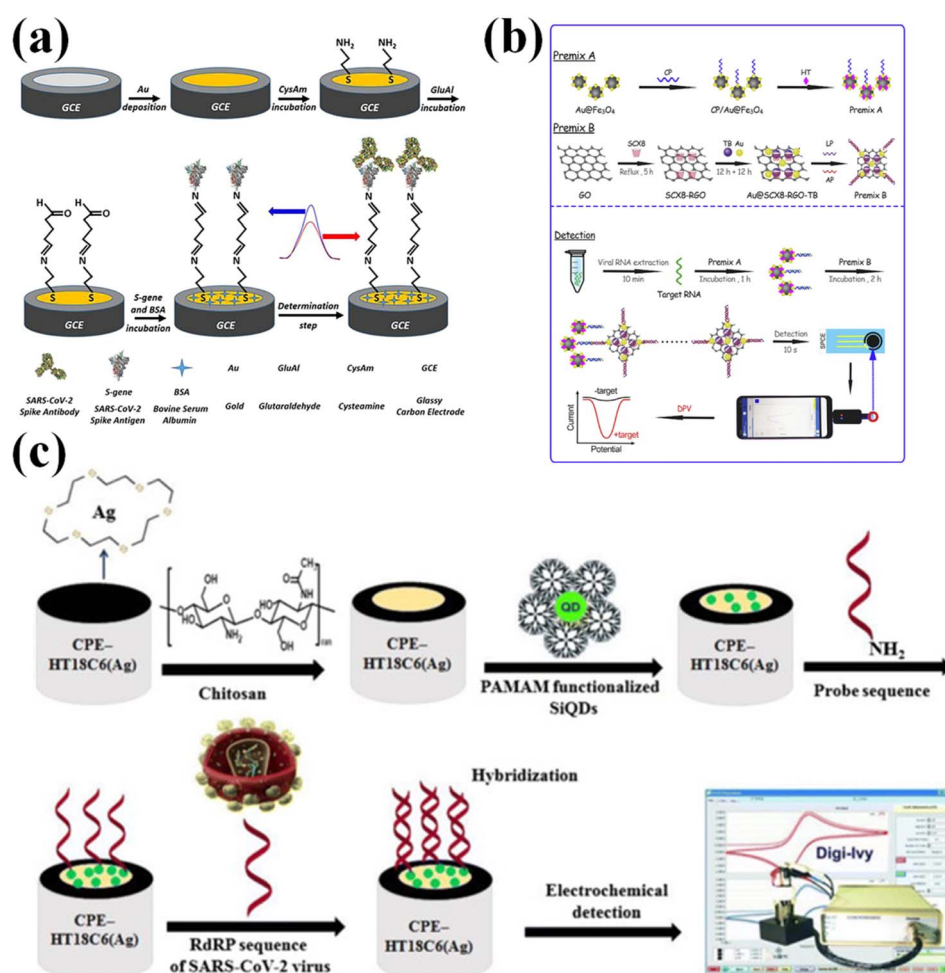 (a)
NH2
NH2
S
S
GCE
Au
deposition
GCE
CysAm
incubation
GCE
GluAl
incubation
H
O
H
O
N
N
S
S
GCE
S-gene
and BSA
incubation
N
N
N
N
S
S
GCE
Determination
step
N
N
N
N
S
S
GCE
SARS-CoV-2
Spike Antibody
S-gene
SARS-CoV-2
Spike Antigen
BSA
Bovine Serum
Albumin
Au
Gold
GluAl
Glutaraldehyde
CysAm
Cysteamine
GCE
Glassy
Carbon Electrode
(b)
Premix A
Au@Fe3O4
CP
CP/Au@Fe3O4
HT
Premix A
Premix B
GO
SCX8
Reflux , 5 h
SCX8-RGO
TB Au
12 h + 12 h
Au@SCX8-RGO-TB
LP
AP
Premix B
Detection
Viral RNA extraction
10 min
Target RNA
Premix A
Incubation , 1 h
Premix B
Incubation , 2 h
Detection
10 s
SPCE
DPV
Current
-target
+target
Potential
(c)
Ag
CPE–
HT18C6(Ag)
OH
O
HO
NH2
O
HO
O
CH3
NH
O
OH
Chitosan
CPE–
HT18C6(Ag)
QD
PAMAM functionalized
SiQDs
CPE–
HT18C6(Ag)
NH2
Probe sequence
CPE–
HT18C6(Ag)
RdRP sequence
of SARS-CoV-2 virus
Hybridization
CPE–
HT18C6(Ag)
Electrochemical
detection
Digi-Ivy